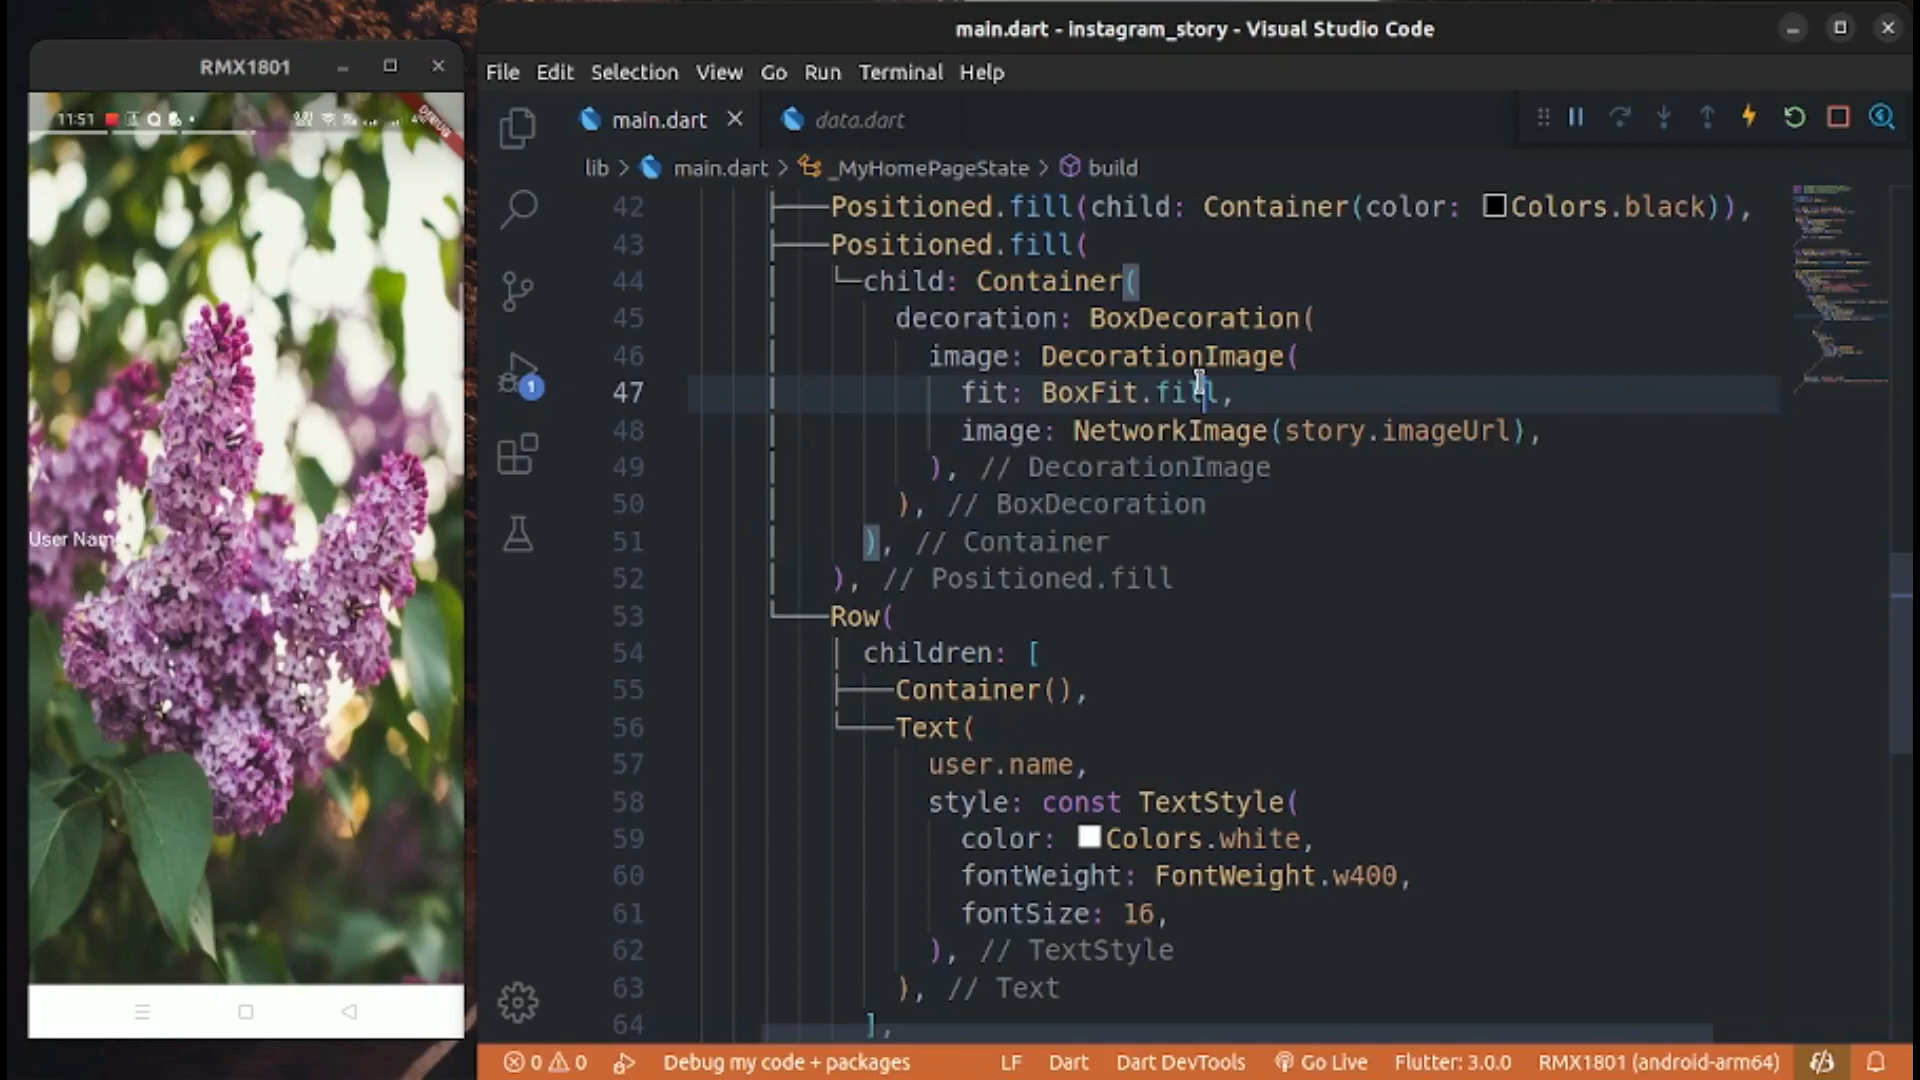 main.dart - instagram_story - Visual Studio Code
RMX1801
File Edit Selection View Go Run Terminal Help
11:51
DEBUG
main.dart
data.dart
lib > main.dart > _MyHomePageState > build
42 Positioned.fill(child: Container(color: Colors.black)),
43 Positioned.fill(
44 child: Container(
45 decoration: BoxDecoration(
46 image: DecorationImage(
47 fit: BoxFit.fill,
48 image: NetworkImage(story.imageUrl),
49 ), // DecorationImage
50 ), // BoxDecoration
51 ), // Container
52 ), // Positioned.fill
53 Row(
54 children: [
55 Container(),
56 Text(
57 user.name,
58 style: const TextStyle(
59 color: Colors.white,
60 fontWeight: FontWeight.w400,
61 fontSize: 16,
62 ), // TextStyle
63 ), // Text
64 ],
1
User Name
0 0 Debug my code + packages LF Dart Dart DevTools Go Live Flutter: 3.0.0 RMX1801 (android-arm64)